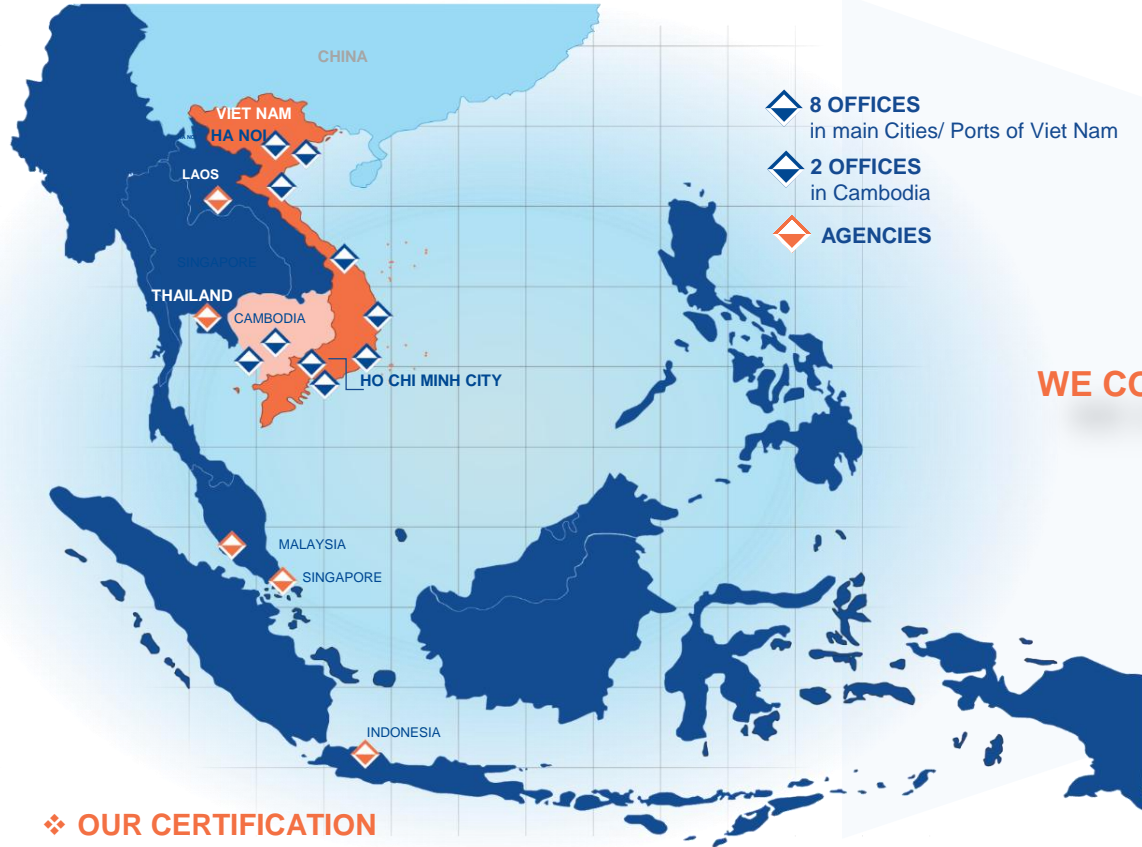 CHINA
VIET NAM
HA NOI
LAOS
SINGAPORE
THAILAND
CAMBODIA
HO CHI MINH CITY
8 OFFICES
in main Cities/ Ports of Viet Nam
2 OFFICES
in Cambodia
AGENCIES
WE CO
MALAYSIA
SINGAPORE
INDONESIA
❖ OUR CERTIFICATION